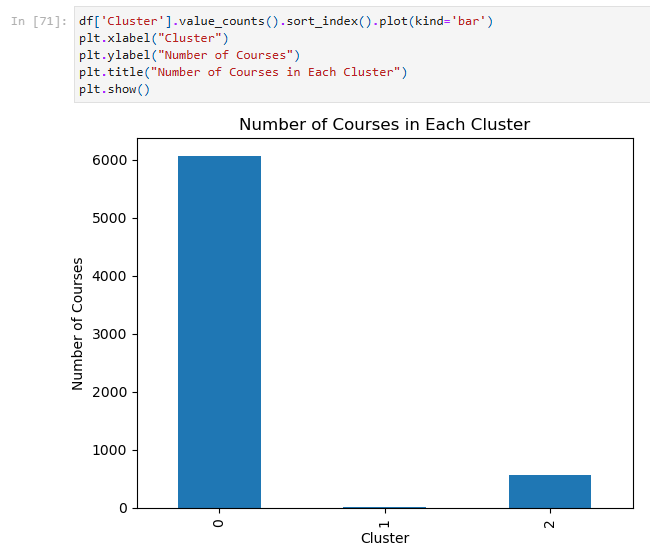 In [71]:
df['Cluster'].value_counts().sort_index().plot(kind='bar')
plt.xlabel("Cluster")
plt.ylabel("Number of Courses")
plt.title("Number of Courses in Each Cluster")
plt.show()
Number of Courses in Each Cluster
Number of Courses
6000
5000
4000
3000
2000
1000
0
0
1
2
Cluster